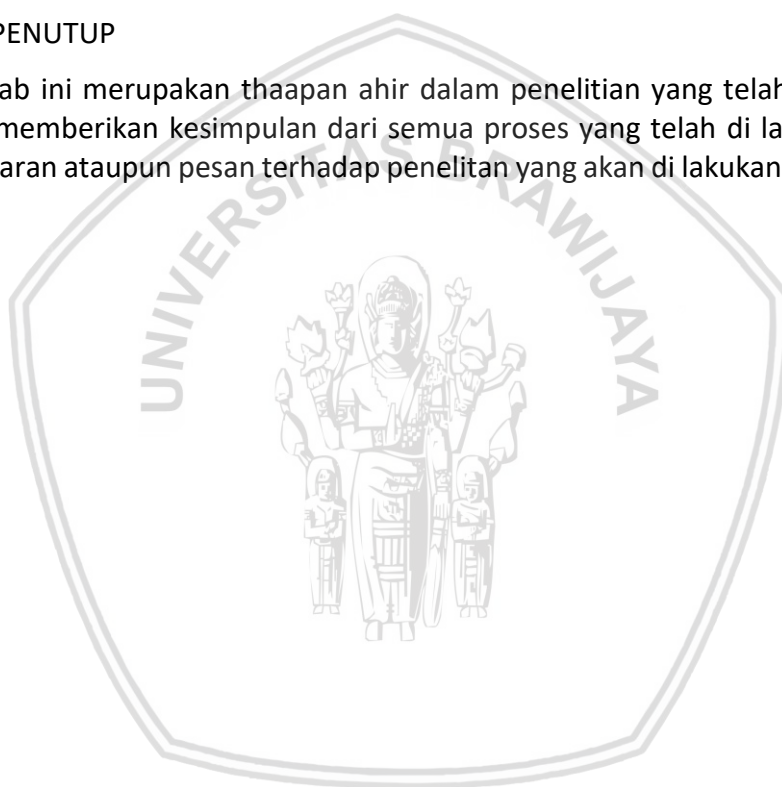 PENUTUP
ab ini merupakan thaapan ahir dalam penelitian yang telah
memberikan kesimpulan dari semua proses yang telah di la
aran ataupun pesan terhadap penelitan yang akan di lakukan
UNIVERSITAS BRAWIJAYA